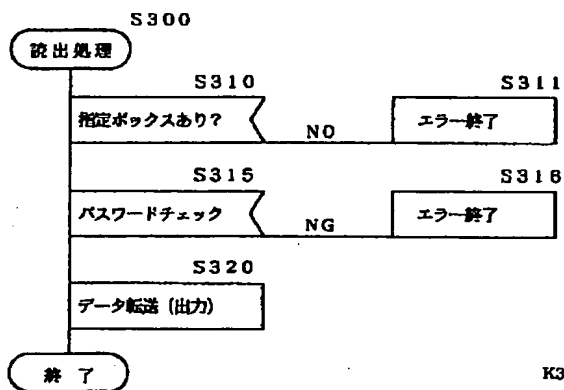 S300
読出処理
S310
S311
指定ボックスあり?
NO
エラー終了
S315
S316
パスワードチェック
NG
エラー終了
S320
データ転送(出力)
終了
K3